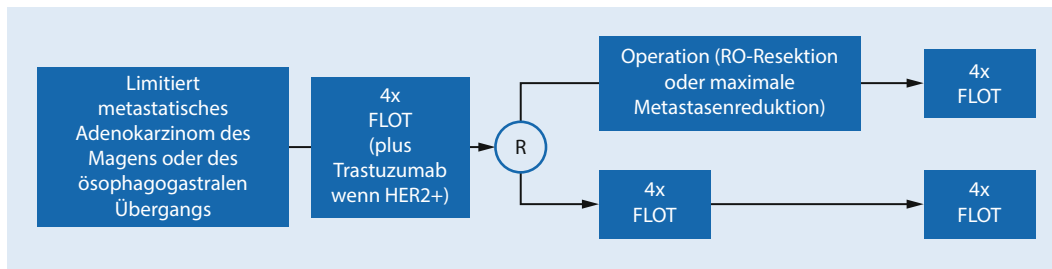 Limitiert
metastatisches
Adenokarzinom des
Magens oder des
ösophagogastralen
Übergangs
4x
FLOT
(plus
Trastuzumab
wenn HER2+)
R
Operation (RO-Resektion
oder maximale
Metastasenreduktion)
4x
FLOT
4x
FLOT
4x
FLOT